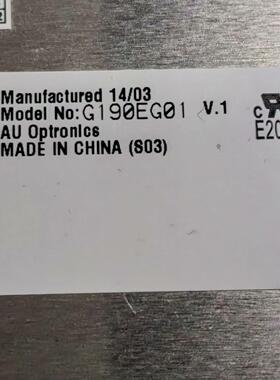 Manufactured 14/03
Model No:G190EG01 V.1
AU Optronics
MADE IN CHINA (S03)
c
E20